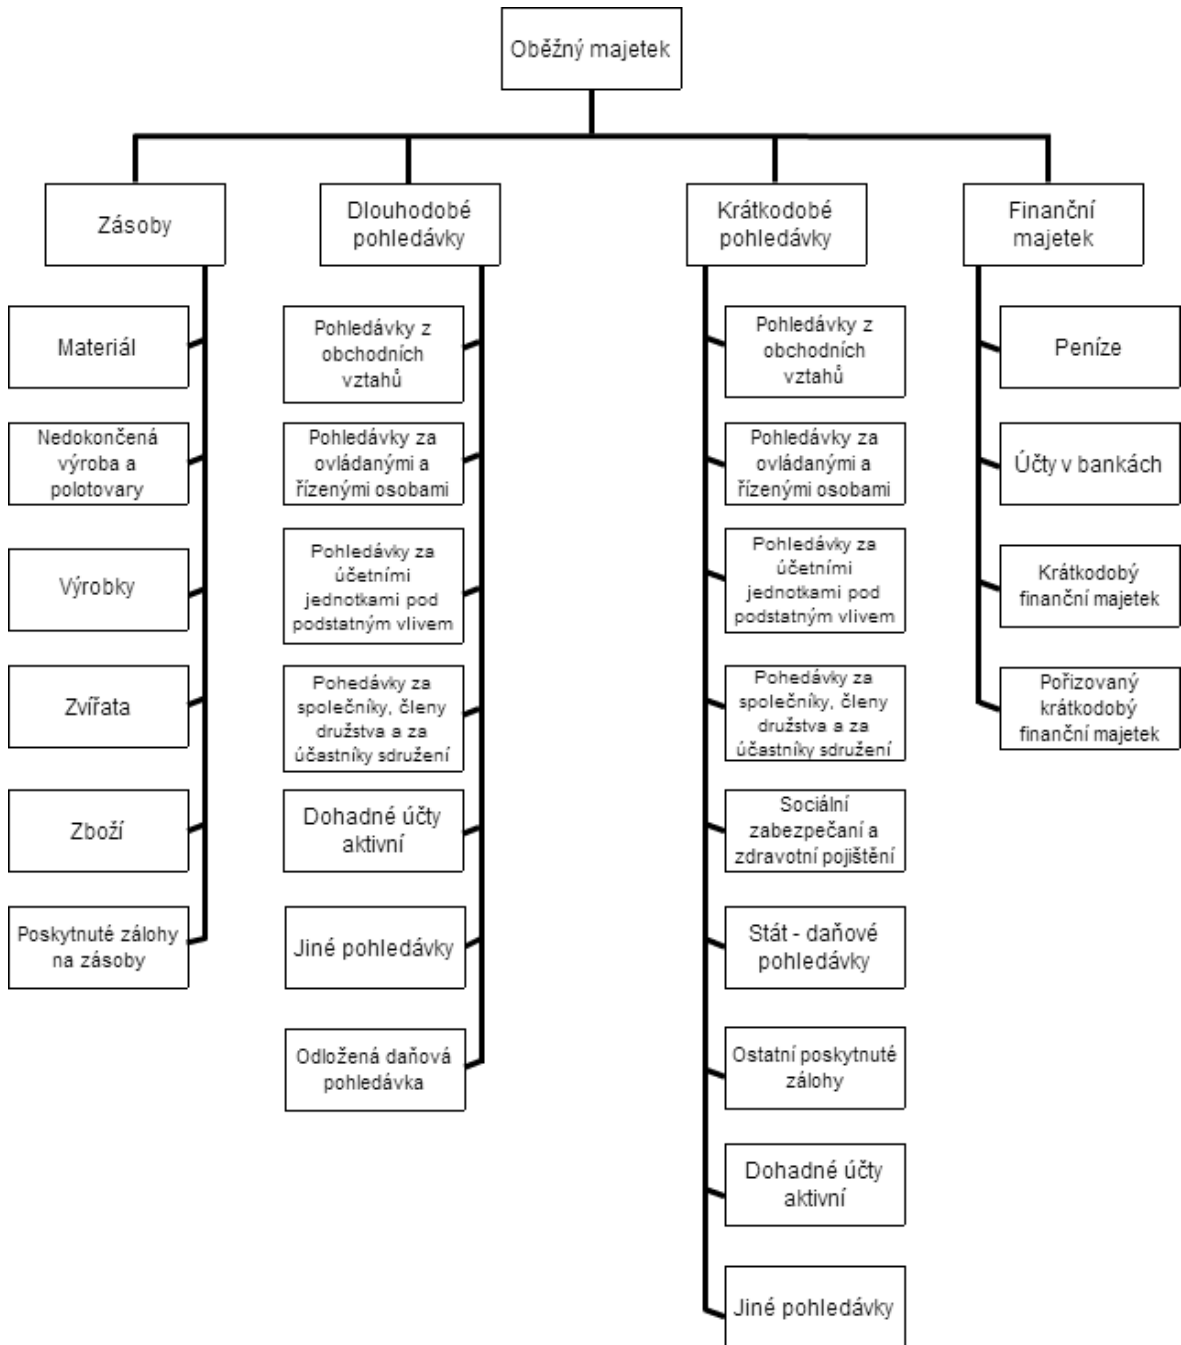 Oběžný majetek
Zásoby
Materiál
Nedokončená
výroba a
polotovary
Výrobky
Zvířata
Zboží
Poskytnuté zálohy
na zásoby
Dlouhodobé
pohledávky
Pohledávky z
obchodních
vztahů
Pohledávky za
ovládanými a
řízenými osobami
Pohledávky za
účetními
jednotkami pod
podstatným vlivem
Pohedávky za
společníky, členy
družstva a za
účastníky sdružení
Dohadné účty
aktivní
Jiné pohledávky
Odložená daňová
pohledávka
Krátkodobé
pohledávky
Pohledávky z
obchodních
vztahů
Pohledávky za
ovládanými a
řízenými osobami
Pohledávky za
účetními
jednotkami pod
podstatným vlivem
Pohedávky za
společníky, členy
družstva a za
účastníky sdružení
Sociální
zabezpečaní a
zdravotní pojištění
Stát - daňové
pohledávky
Ostatní poskytnuté
zálohy
Dohadné účty
aktivní
Jiné pohledávky
Finanční
majetek
Peníze
Účty v bankách
Krátkodobý
finanční majetek
Pořizovaný
krátkodobý
finanční majetek